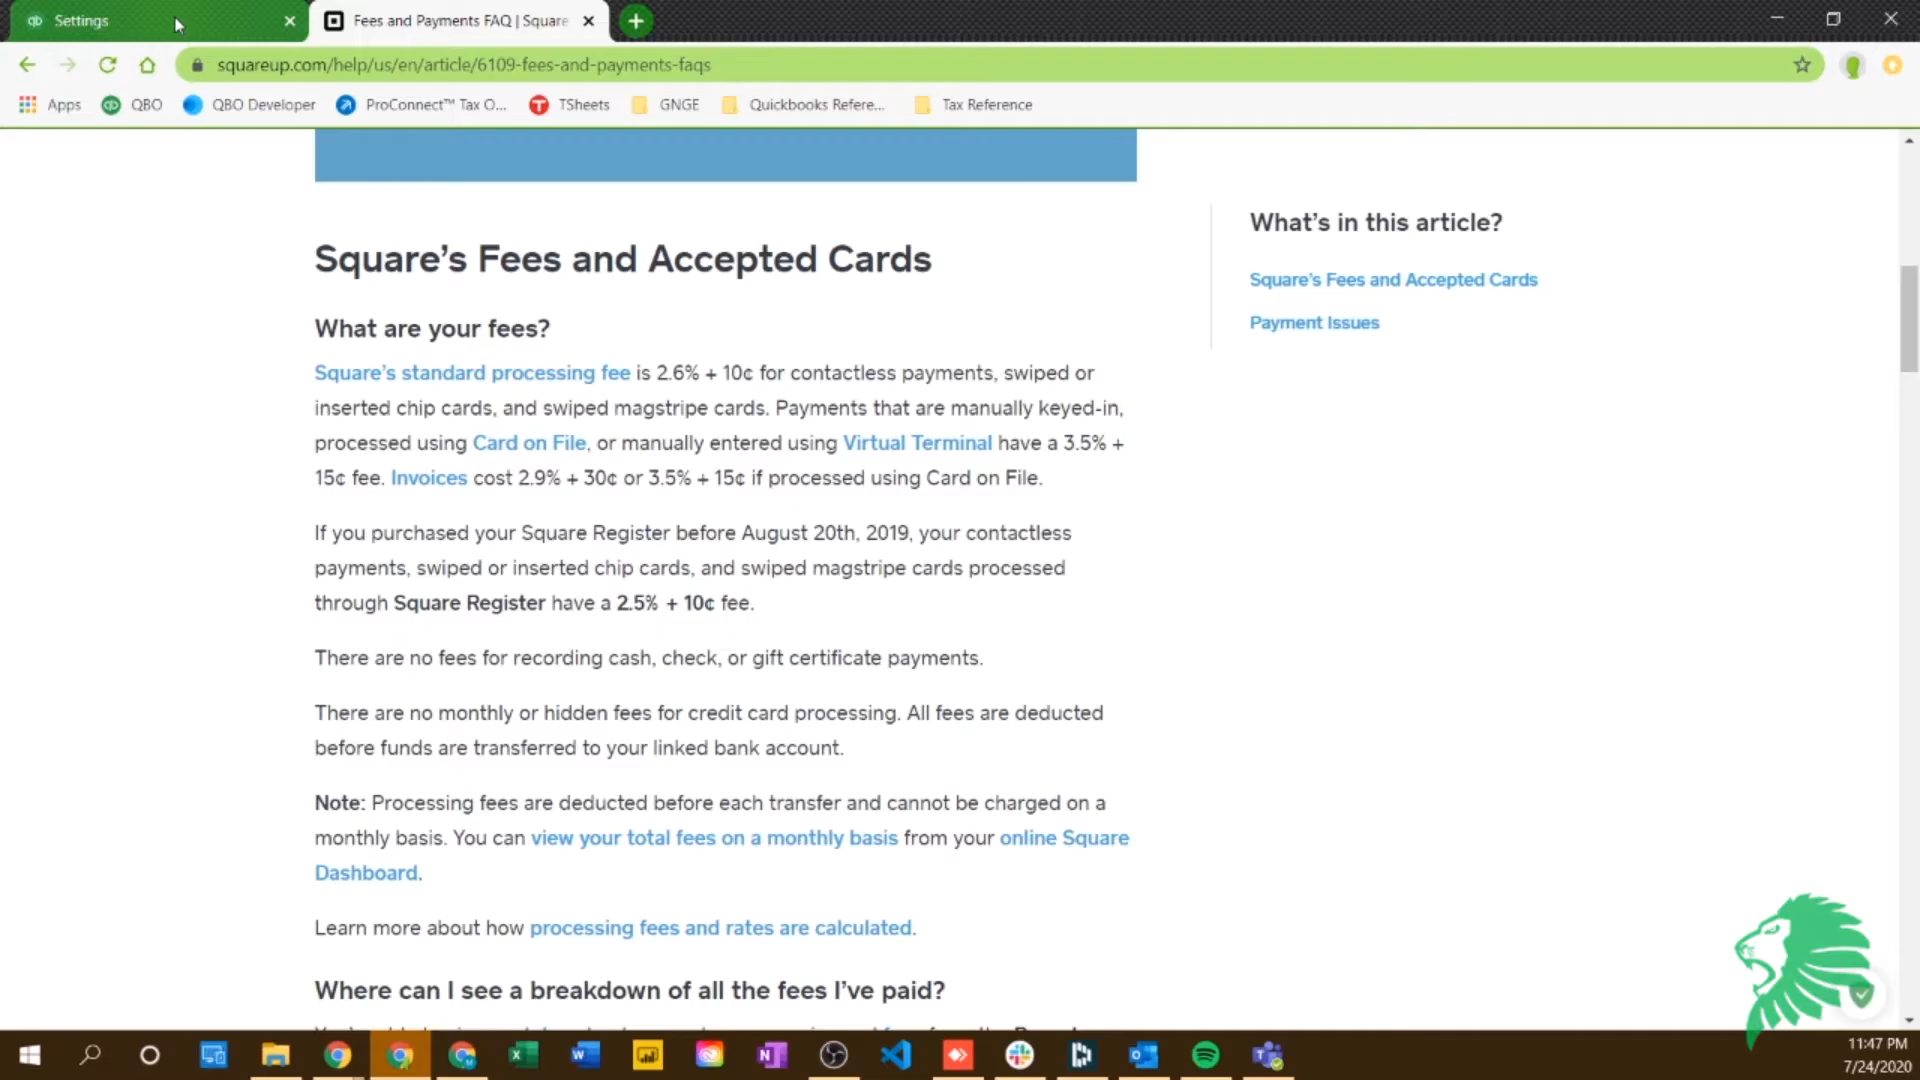 Settings
Fees and Payments FAQ | Square
squareup.com/help/us/en/article/6109-fees-and-payments-faqs
Apps
QBO
QBO Developer
ProConnect™ Tax O...
TSheets
GNGE
Quickbooks Refere...
Tax Reference
Square’s Fees and Accepted Cards
What are your fees?
Square’s standard processing fee is 2.6% + 10¢ for contactless payments, swiped or
inserted chip cards, and swiped magstripe cards. Payments that are manually keyed-in,
processed using Card on File, or manually entered using Virtual Terminal have a 3.5% +
15¢ fee. Invoices cost 2.9% + 30¢ or 3.5% + 15¢ if processed using Card on File.
If you purchased your Square Register before August 20th, 2019, your contactless
payments, swiped or inserted chip cards, and swiped magstripe cards processed
through Square Register have a 2.5% + 10¢ fee.
There are no fees for recording cash, check, or gift certificate payments.
There are no monthly or hidden fees for credit card processing. All fees are deducted
before funds are transferred to your linked bank account.
Note: Processing fees are deducted before each transfer and cannot be charged on a
monthly basis. You can view your total fees on a monthly basis from your online Square
Dashboard.
Learn more about how processing fees and rates are calculated.
Where can I see a breakdown of all the fees I’ve paid?
What’s in this article?
Square’s Fees and Accepted Cards
Payment Issues
11:47 PM
7/24/2020